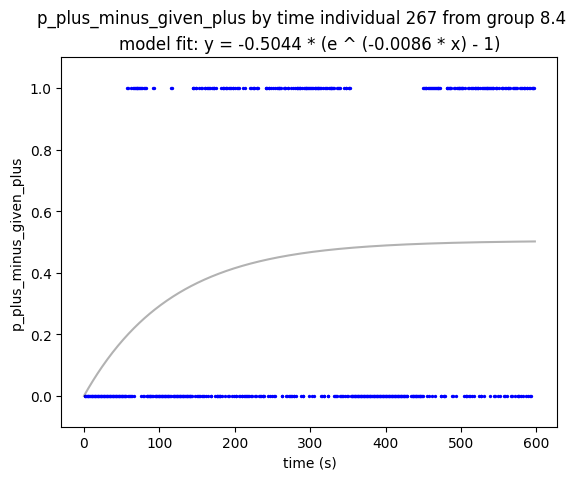 p_plus_minus_given_plus by time individual 267 from group 8.4
model fit: y = -0.5044 * (e ^ (-0.0086 * x) - 1)
1.0
0.8
0.6
0.4
0.2
0.0
p_plus_minus_given_plus
0 100 200 300 400 500 600
time (s)